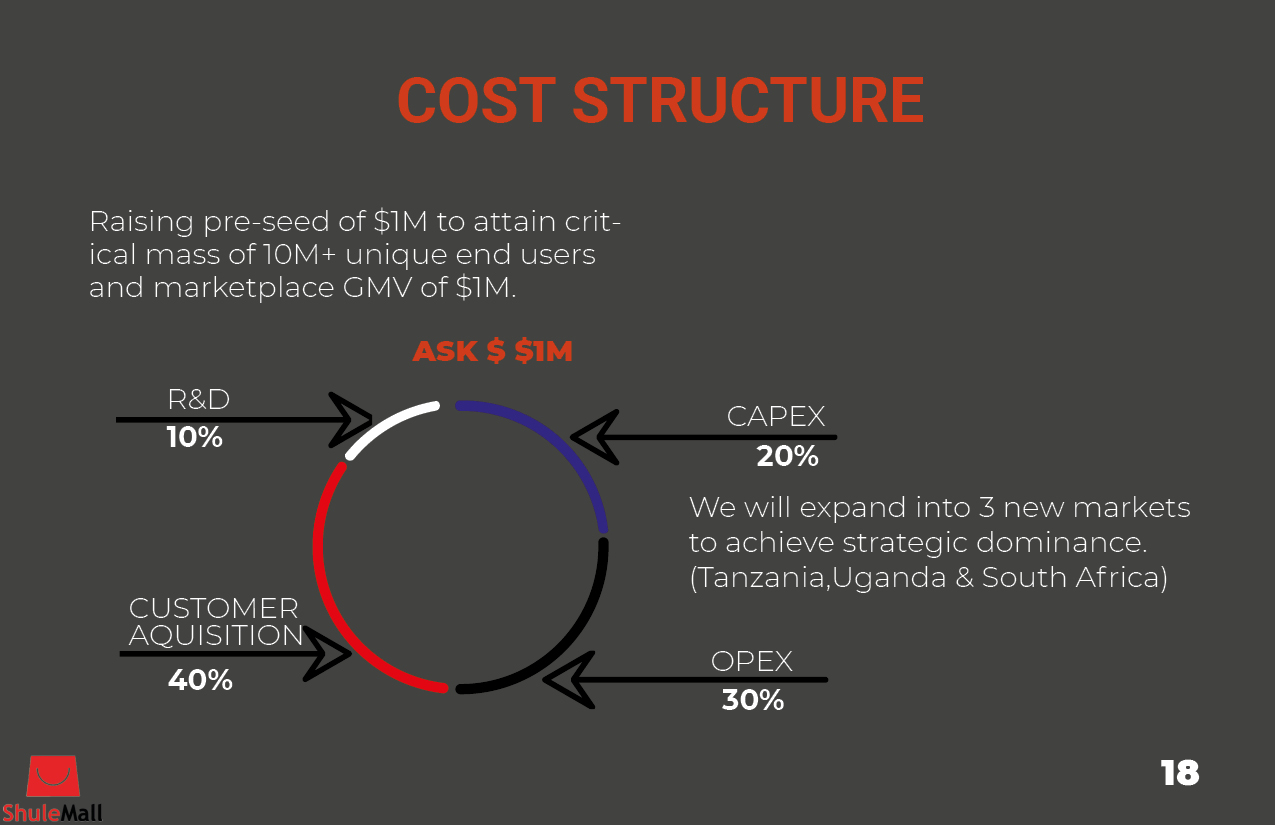 COST STRUCTURE
Raising pre-seed of $1M to attain crit-
ical mass of 10M+ unique end users
and marketplace GMV of $1M.
ASK $ $1M
R&D
10%
CAPEX
20%
We will expand into 3 new markets
to achieve strategic dominance.
(Tanzania,Uganda & South Africa)
CUSTOMER
AQUISITION
40%
OPEX
30%
18
ShuleMall